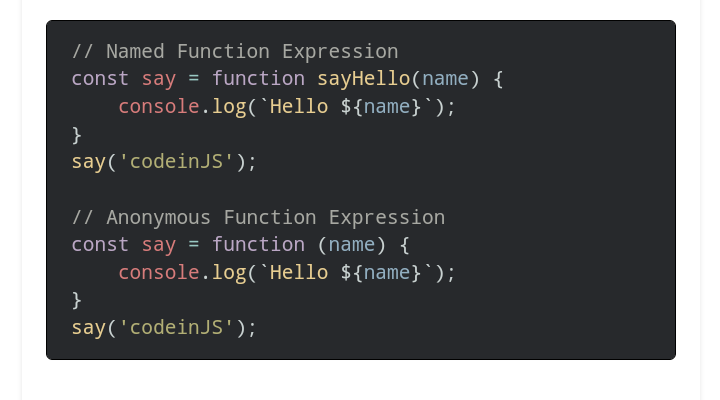 // Named Function Expression
const say = function sayHello(name) {
    console.log(`Hello ${name}`);
}
say('codeinJS');

// Anonymous Function Expression
const say = function (name) {
    console.log(`Hello ${name}`);
}
say('codeinJS');